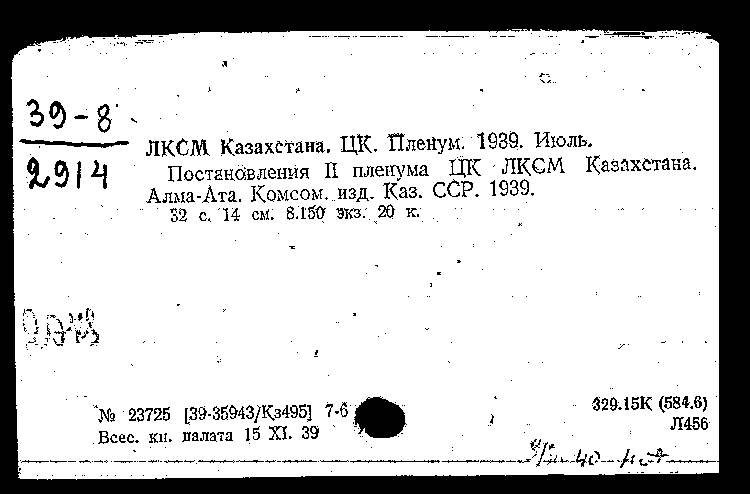 39-8
2914
ЛКСМ Казахстана. ЦК. Пленум. 1939. Июль.
Постановления II пленума ЦК ЛКСМ Казахстана.
Алма-Ата. Комсом. изд. Каз. ССР. 1939.
32 с. 14 см. 8.150 экз. 20 к.
№ 23725 [39-35943/Кз495] 7-6
Всес. кн. палата 15 XI. 39
329.15К (584.6)
Л456